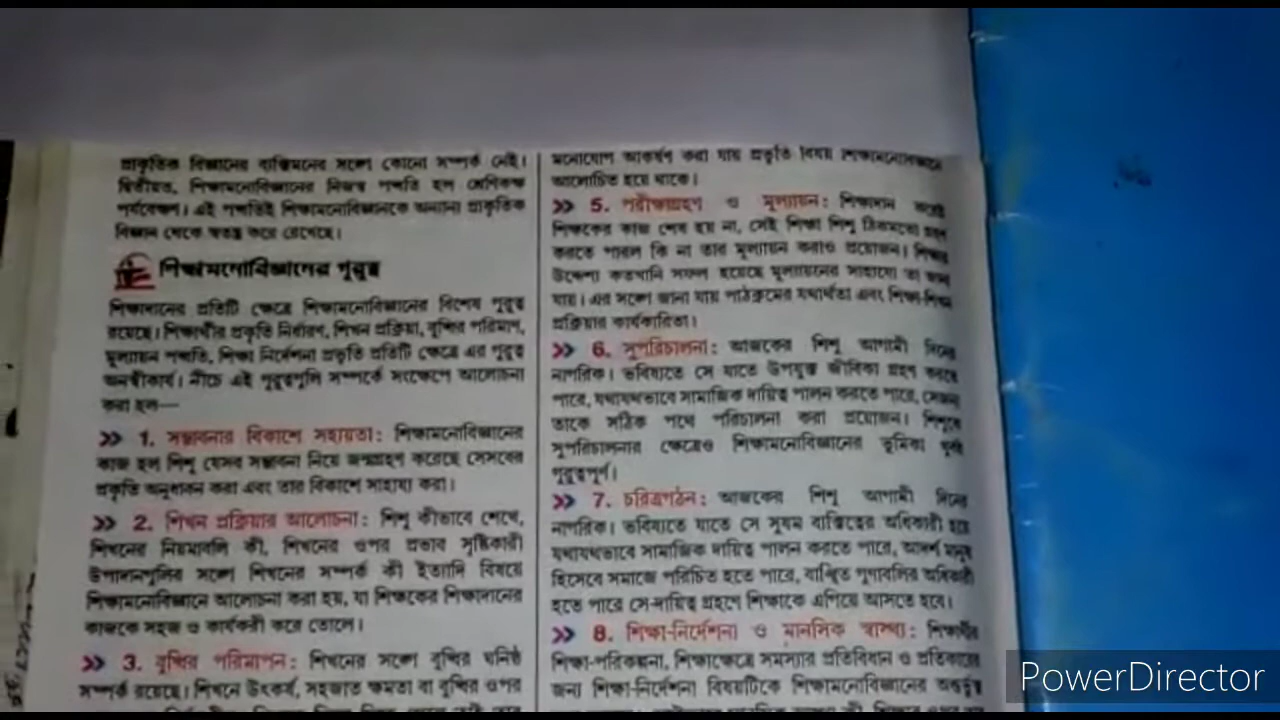 প্রাকৃতিক বিজ্ঞানের ব্যক্তিমনের সঙ্গে কোনো সম্পর্ক নেই।
দ্বিতীয়ত, শিক্ষামনোবিজ্ঞানের নিজস্ব পদ্ধতি হল শ্রেণিকক্ষ
পর্যবেক্ষণ। এই পদ্ধতিই শিক্ষামনোবিজ্ঞানকে অন্যান্য প্রাকৃতিক
বিজ্ঞান থেকে স্বতন্ত্র করে রেখেছে।
শিক্ষামনোবিজ্ঞানের গুরুত্ব
শিক্ষাদানের প্রতিটি ক্ষেত্রে শিক্ষামনোবিজ্ঞানের বিশেষ গুরুত্ব
রয়েছে। শিক্ষার্থীর প্রকৃতি নির্ধারণ, শিখন প্রক্রিয়া, বুদ্ধির পরিমাপ,
মূল্যায়ন পদ্ধতি, শিক্ষা নির্দেশনা প্রভৃতি প্রতিটি ক্ষেত্রে এর গুরুত্ব
অনস্বীকার্য। নীচে এই গুরুত্বগুলি সম্পর্কে সংক্ষেপে আলোচনা
করা হল—
>> 1. সম্ভাবনার বিকাশে সহায়তা: শিক্ষামনোবিজ্ঞানের
কাজ হল শিশু যেসব সম্ভাবনা নিয়ে জন্মগ্রহণ করেছে সেসবের
প্রকৃতি অনুধাবন করা এবং তার বিকাশে সাহায্য করা।
>> 2. শিখন প্রক্রিয়ার আলোচনা: শিশু কীভাবে শেখে,
শিখনের নিয়মাবলি কী, শিখনের ওপর প্রভাব সৃষ্টিকারী
উপাদানগুলির সঙ্গে শিখনের সম্পর্ক কী ইত্যাদি বিষয়ে
শিক্ষামনোবিজ্ঞানে আলোচনা করা হয়, যা শিক্ষকের শিক্ষাদানের
কাজকে সহজ ও কার্যকরী করে তোলে।
>> 3. বুদ্ধির পরিমাপন: শিখনের সঙ্গে বুদ্ধির ঘনিষ্ঠ
সম্পর্ক রয়েছে। শিখনে উৎকর্ষ, সহজাত ক্ষমতা বা বুদ্ধির ওপর
মনোযোগ আকর্ষণ করা যায় প্রভৃতি বিষয় শিক্ষামনোবিজ্ঞানে
আলোচিত হয়ে থাকে।
>> 5. পরীক্ষাগ্রহণ ও মূল্যায়ন: শিক্ষাদান করেই
শিক্ষকের কাজ শেষ হয় না, সেই শিক্ষা শিশু ঠিকমতো গ্রহণ
করতে পারল কি না তার মূল্যায়ন করাও প্রয়োজন। শিক্ষার
উদ্দেশ্য কতখানি সফল হয়েছে মূল্যায়নের সাহায্যে তা জানা
যায়। এর সঙ্গে জানা যায় পাঠক্রমের যথার্থতা এবং শিক্ষা-শিখন
প্রক্রিয়ার কার্যকারিতা।
>> 6. সুপরিচালনা: আজকের শিশু আগামী দিনের
নাগরিক। ভবিষ্যতে সে যাতে উপযুক্ত জীবিকা গ্রহণ করতে
পারে, যথাযথভাবে সামাজিক দায়িত্ব পালন করতে পারে, সেজন্য
তাকে সঠিক পথে পরিচালনা করা প্রয়োজন। শিশুকে
সুপরিচালনার ক্ষেত্রেও শিক্ষামনোবিজ্ঞানের ভূমিকা খুবই
গুরুত্বপূর্ণ।
>> 7. চরিত্রগঠন: আজকের শিশু আগামী দিনের
নাগরিক। ভবিষ্যতে যাতে সে সুষম ব্যক্তিত্বের অধিকারী হয়ে
যথাযথভাবে সামাজিক দায়িত্ব পালন করতে পারে, আদর্শ মানুষ
হিসেবে সমাজে পরিচিত হতে পারে, বাঞ্ছিত গুণাবলির অধিকারী
হতে পারে সে-দায়িত্ব গ্রহণে শিক্ষাকে এগিয়ে আসতে হবে।
>> 8. শিক্ষা-নির্দেশনা ও মানসিক স্বাস্থ্য: শিক্ষার্থীর
শিক্ষা-পরিকল্পনা, শিক্ষাক্ষেত্রে সমস্যার প্রতিবিধান ও প্রতিকারের
জন্য শিক্ষা-নির্দেশনা বিষয়টিকে শিক্ষামনোবিজ্ঞানের অন্তর্ভুক্ত
PowerDirector